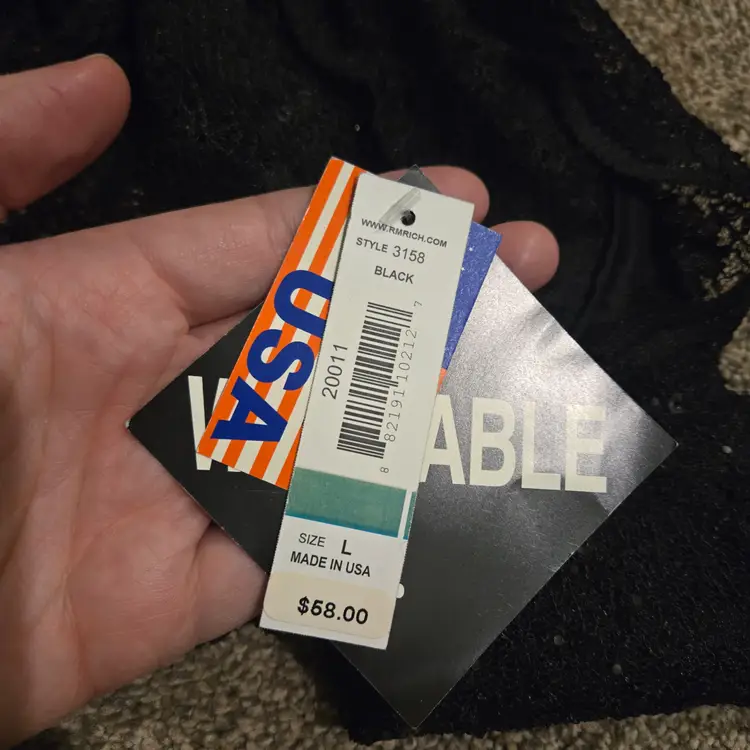 WWW.RMRICH.COM
STYLE 3158
BLACK
20011
8 82191 10212 7
SIZE L
MADE IN USA
$58.00
USA
W ABLE